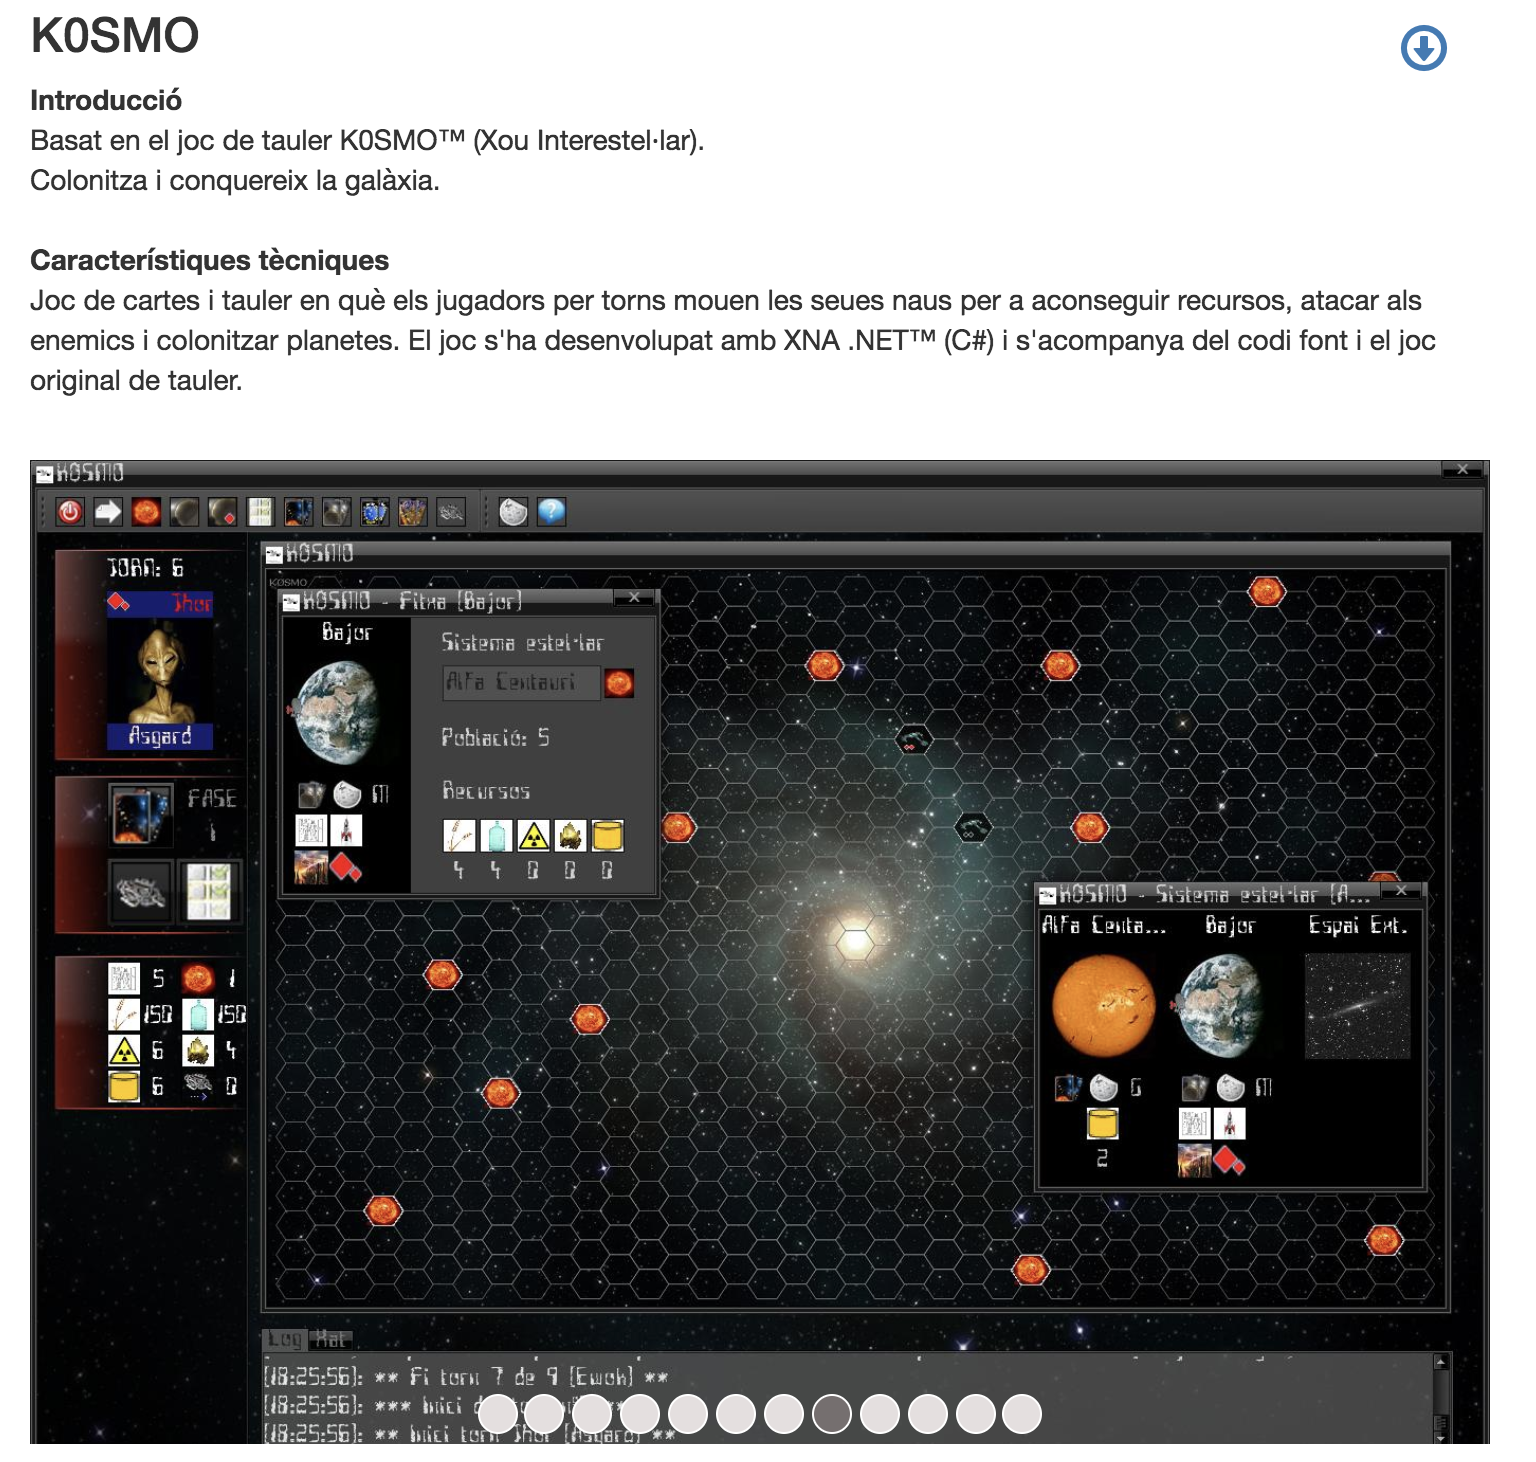 K0SMO
Introducció
Basat en el joc de tauler K0SMO™ (Xou Interestel·lar).
Colonitza i conquereix la galàxia.
Característiques tècniques
Joc de cartes i tauler en què els jugadors per torns mouen les seues naus per a aconseguir recursos, atacar als
enemics i colonitzar planetes. El joc s'ha desenvolupat amb XNA .NET™ (C#) i s'acompanya del codi font i el joc
original de tauler.
K0SMO
TORN: 6
Thor
Asgard
FASE
1
5 1
150 150
6 4
6 0
K0SMO
K0SMO
K0SMO - Fitxa (Bajor)
Bajor
M
Sistema estel·lar
Alfa Centauri
Població: 5
Recursos
4 4 0 0 0
K0SMO - Sistema estel·lar (A...
Alfa Centa... Bajor Espai Ext.
G M
2
Log Xat
[18:25:56]: ** Fi torn 7 de 9 (Ewok) **
[18:25:56]: *** Inici
[18:25:56]: ** Inici torn Thor (Asgard) **